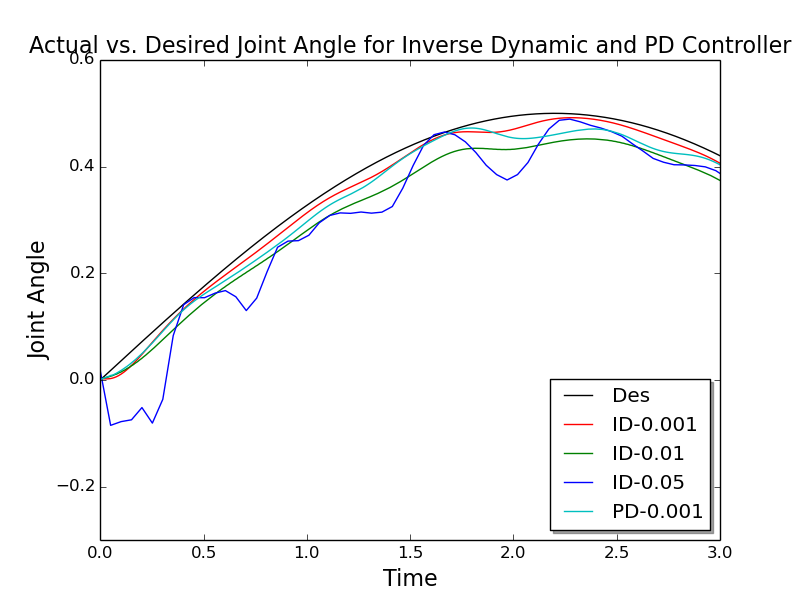 Actual vs. Desired Joint Angle for Inverse Dynamic and PD Controller
0.6
0.4
0.2
0.0
−0.2
Joint Angle
Des
ID-0.001
ID-0.01
ID-0.05
PD-0.001
0.0 0.5 1.0 1.5 2.0 2.5 3.0
Time